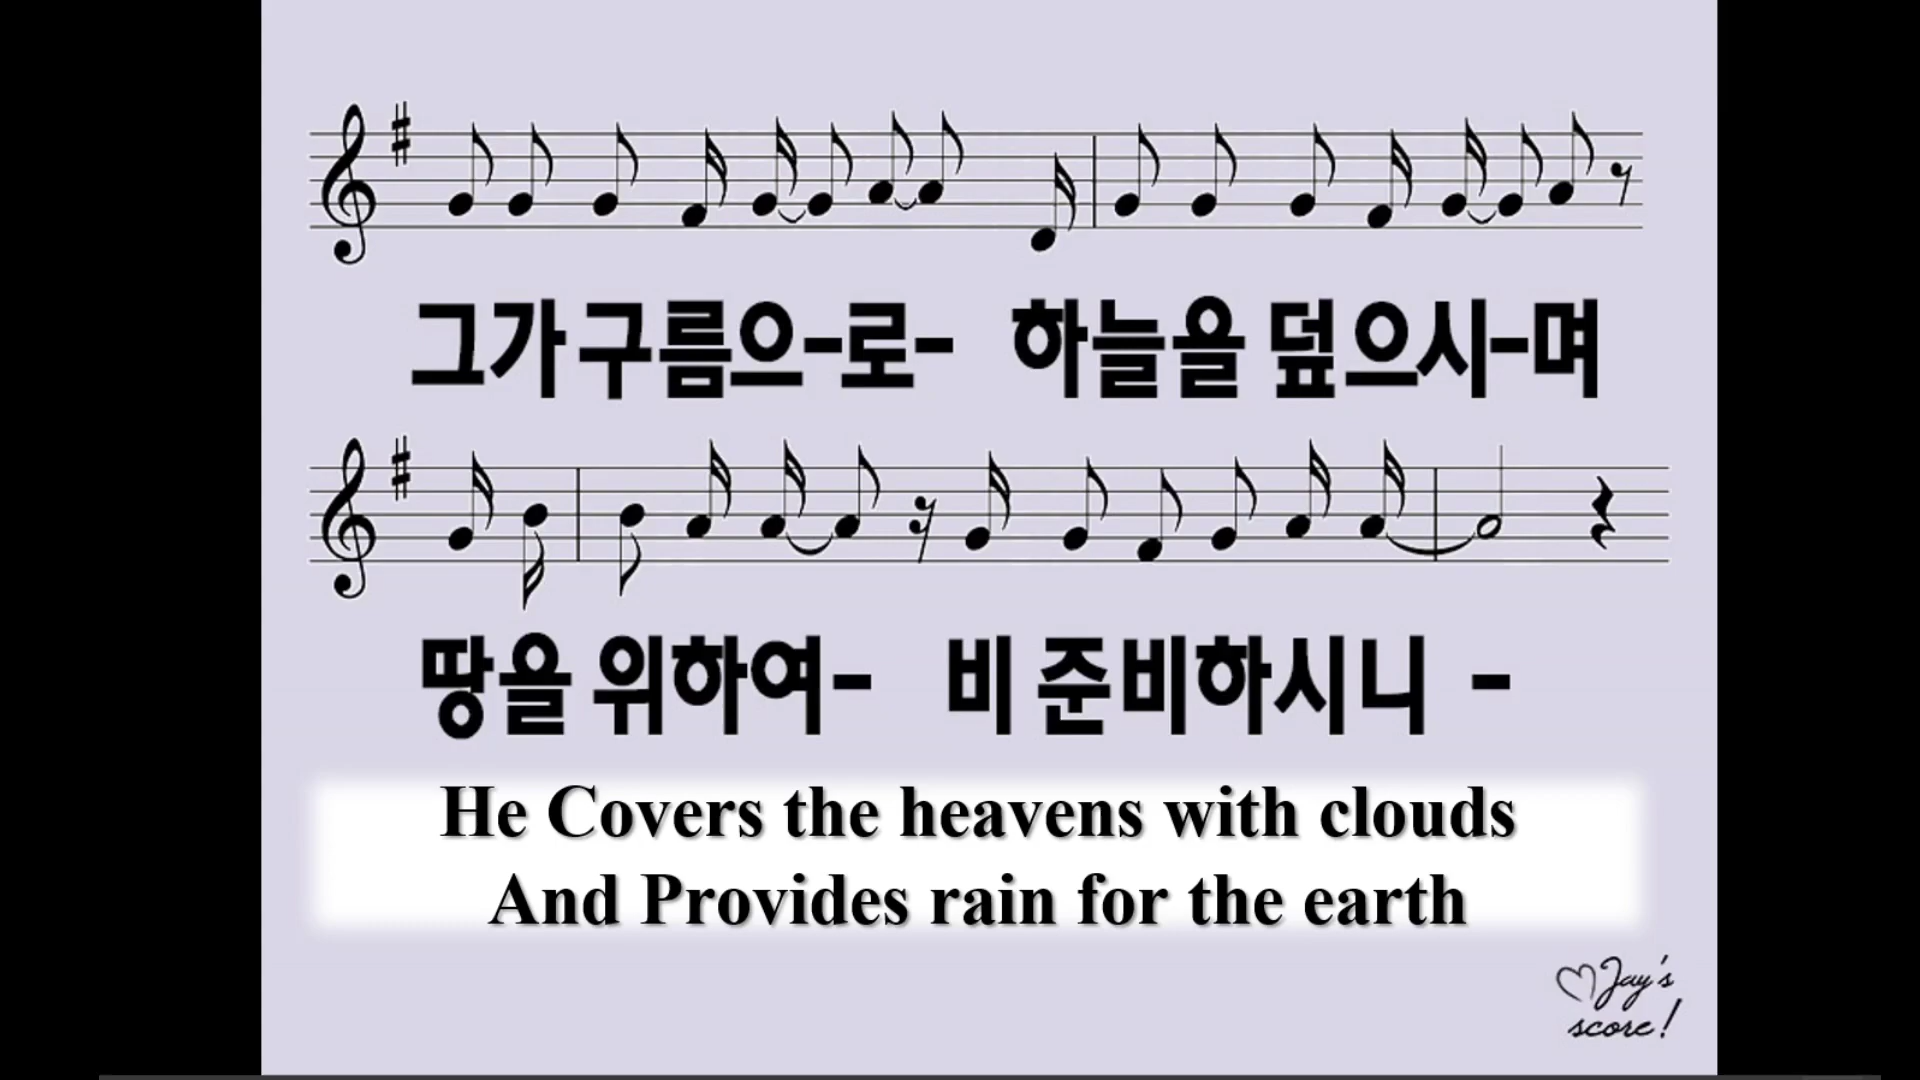 그가 구름으-로- 하늘을 덮으시-며
땅을 위하여- 비 준비하시니 -
He Covers the heavens with clouds
And Provides rain for the earth
Jay's
score!